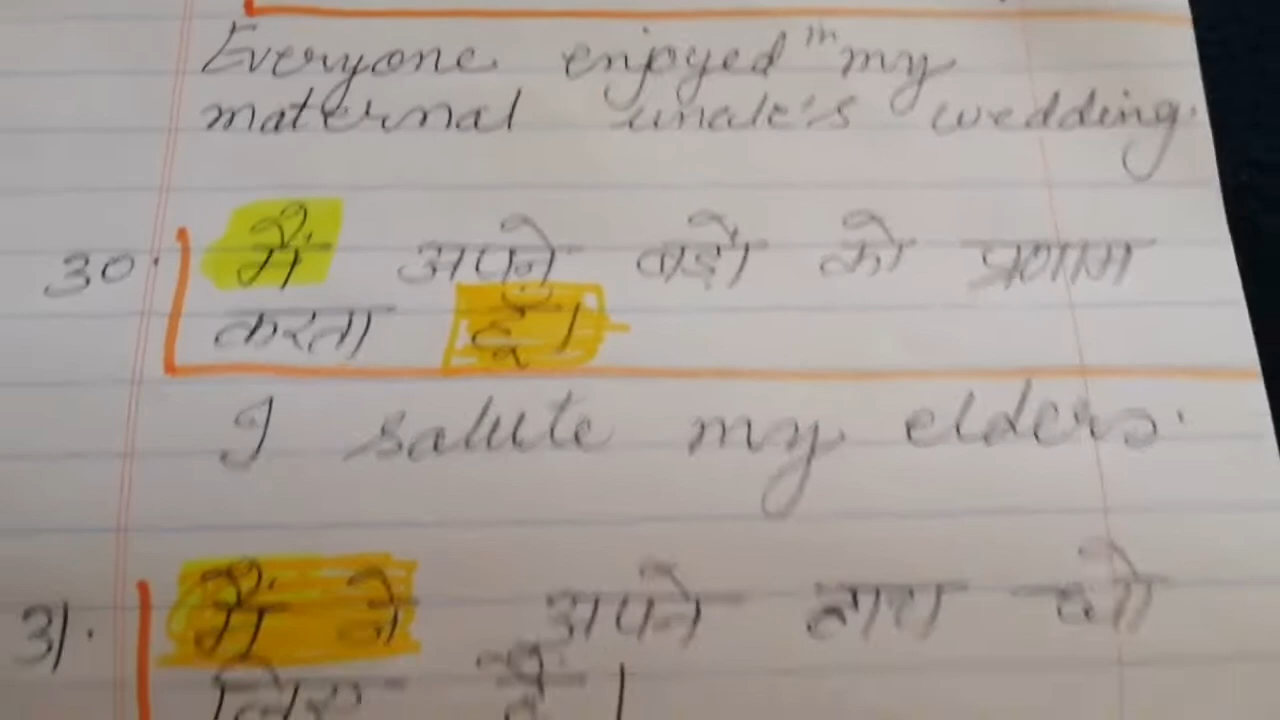 Everyone enjoyed in my
maternal uncle's wedding.
30. मैं अपने बड़ों को प्रणाम
करता हूँ।
I salute my elders.
31. मैं ने अपने हाथ धो
लिए हैं।